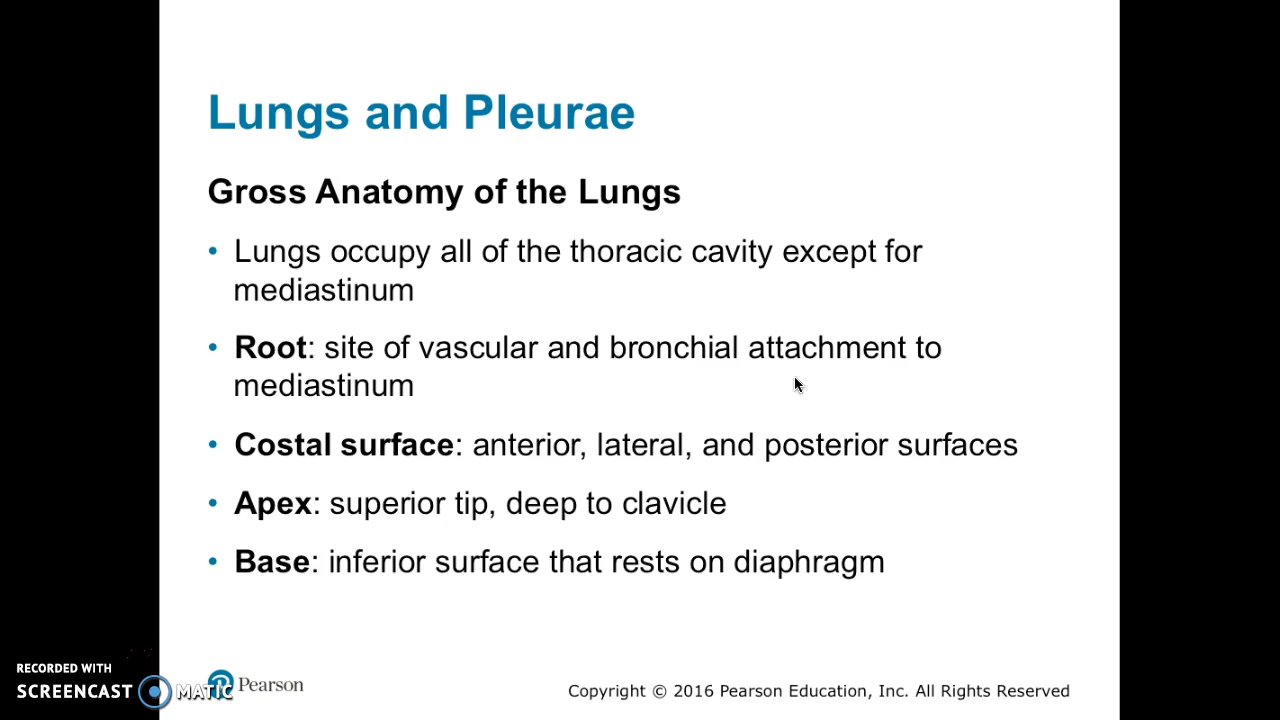 Lungs and Pleurae
Gross Anatomy of the Lungs
• Lungs occupy all of the thoracic cavity except for
mediastinum
• Root: site of vascular and bronchial attachment to
mediastinum
• Costal surface: anterior, lateral, and posterior surfaces
• Apex: superior tip, deep to clavicle
• Base: inferior surface that rests on diaphragm
RECORDED WITH
SCREENCAST MATIC
Pearson
Copyright © 2016 Pearson Education, Inc. All Rights Reserved